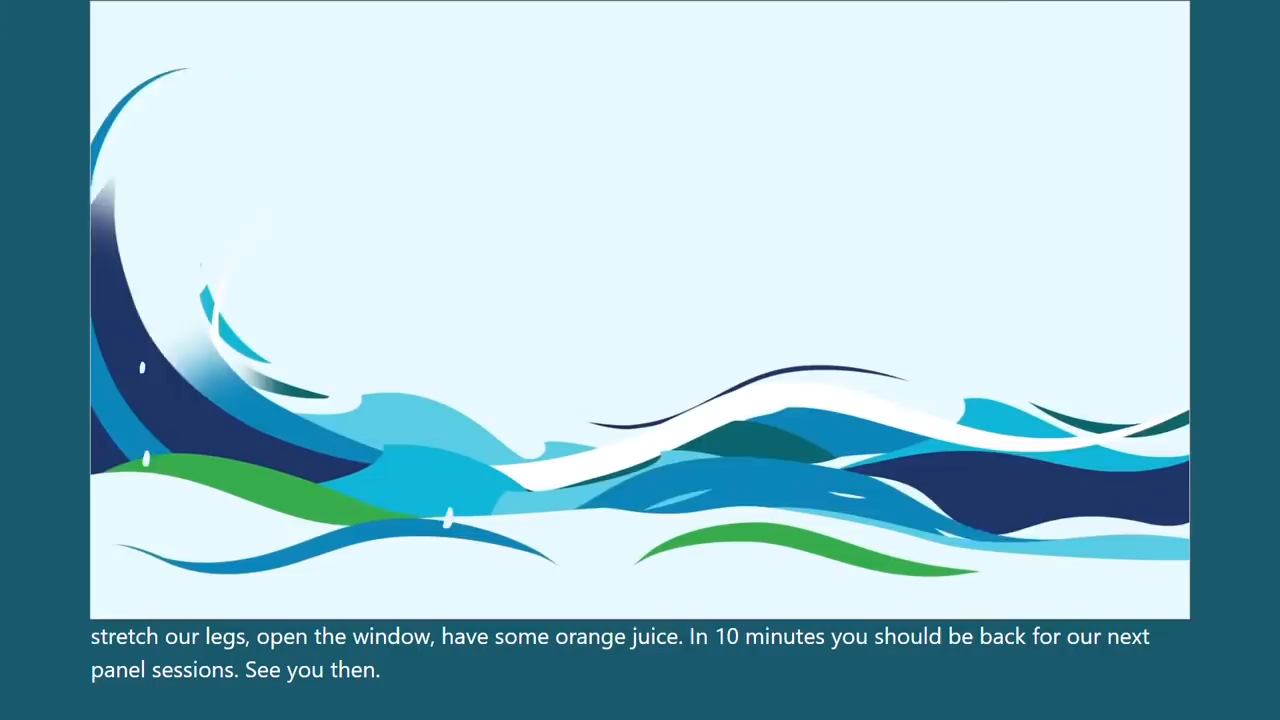 stretch our legs, open the window, have some orange juice. In 10 minutes you should be back for our next
panel sessions. See you then.